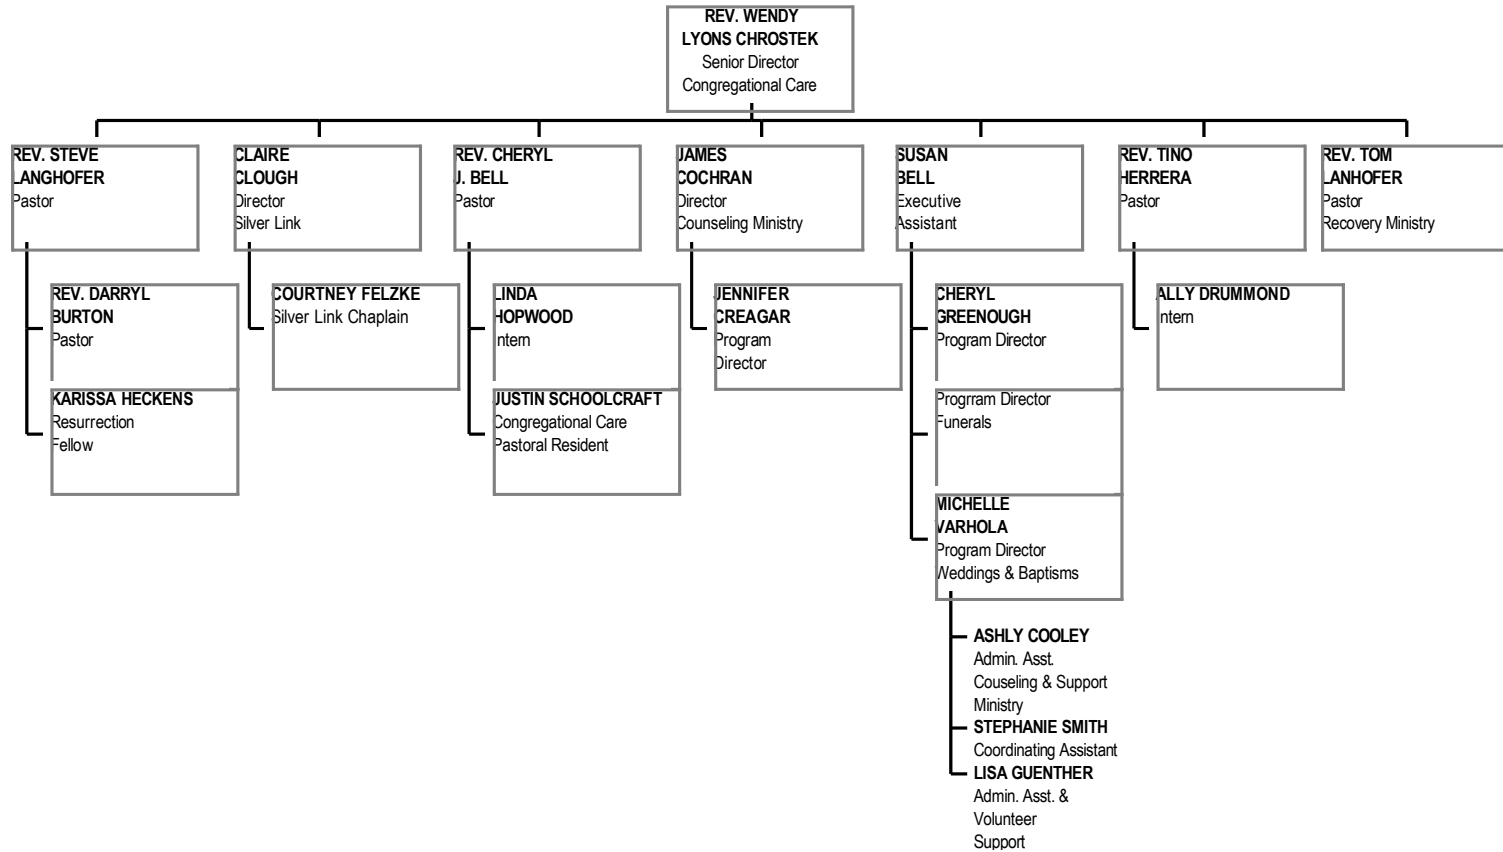 REV. WENDY
LYONS CHROSTEK
Senior Director
Congregational Care
REV. STEVE
LANGHOFER
Pastor
CLAIRE
CLOUGH
Director
Silver Link
REV. CHERYL
J. BELL
Pastor
JAMES
COCHRAN
Director
Counseling Ministry
SUSAN
BELL
Executive
Assistant
REV. TINO
HERRERA
Pastor
REV. TOM
LANHOFER
Pastor
Recovery Ministry
REV. DARRYL
BURTON
Pastor
KARISSA HECKENS
Resurrection
Fellow
COURTNEY FELZKE
Silver Link Chaplain
LINDA
HOPWOOD
Intern
JUSTIN SCHOOLCRAFT
Congregational Care
Pastoral Resident
JENNIFER
CREAGAR
Program
Director
CHERYL
GREENOUGH
Program Director
Progrram Director
Funerals
MICHELLE
VARHOLA
Program Director
Weddings & Baptisms
ASHLY COOLEY
Admin. Asst.
Couseling & Support
Ministry
STEPHANIE SMITH
Coordinating Assistant
LISA GUENTHER
Admin. Asst. &
Volunteer
Support
ALLY DRUMMOND
Intern